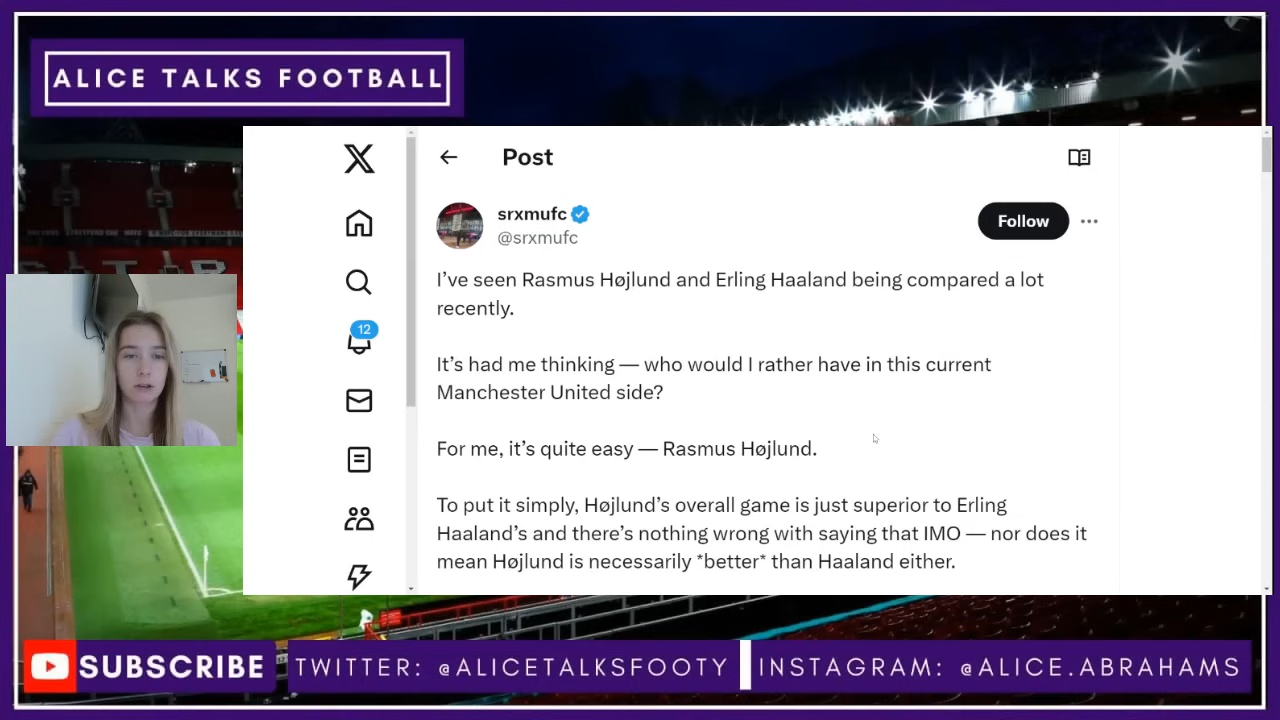 ALICE TALKS FOOTBALL
Post
srxmufc
@srxmufc
Follow
I’ve seen Rasmus Højlund and Erling Haaland being compared a lot
recently.
12
It’s had me thinking — who would I rather have in this current
Manchester United side?
For me, it’s quite easy — Rasmus Højlund.
To put it simply, Højlund’s overall game is just superior to Erling
Haaland’s and there’s nothing wrong with saying that IMO — nor does it
mean Højlund is necessarily *better* than Haaland either.
SUBSCRIBE
TWITTER: @ALICETALKSFOOTY
INSTAGRAM: @ALICE.ABRAHAMS